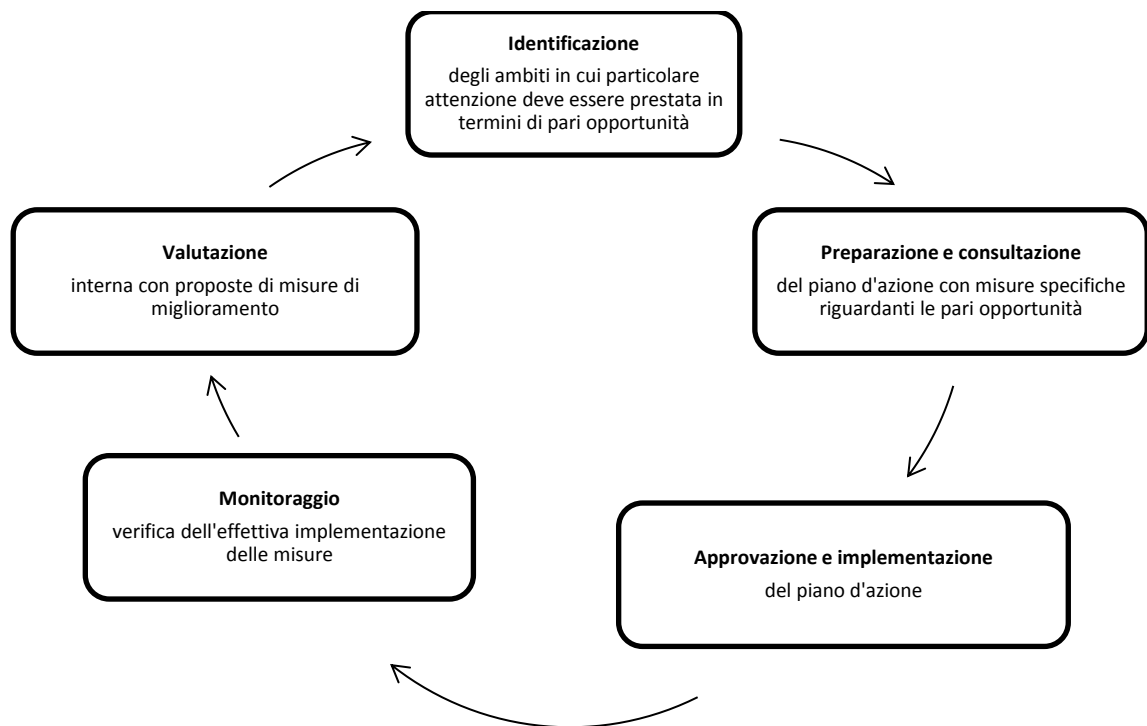 Identificazione
degli ambiti in cui particolare
attenzione deve essere prestata in
termini di pari opportunità
Preparazione e consultazione
del piano d'azione con misure specifiche
riguardanti le pari opportunità
Approvazione e implementazione
del piano d'azione
Monitoraggio
verifica dell'effettiva implementazione
delle misure
Valutazione
interna con proposte di misure di
miglioramento